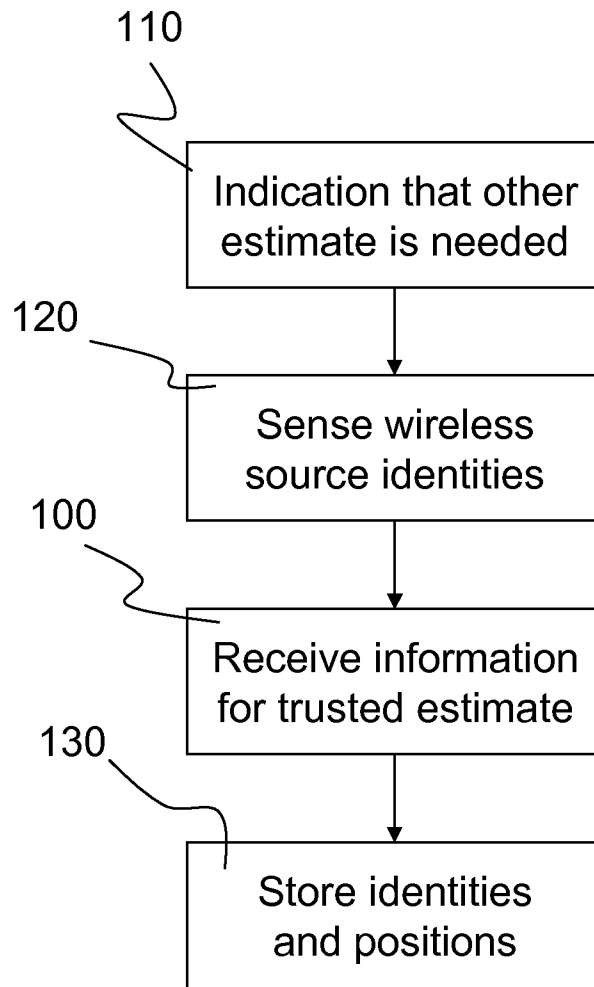 110
Indication that other
estimate is needed
120
Sense wireless
source identities
100
Receive information
for trusted estimate
130
Store identities
and positions